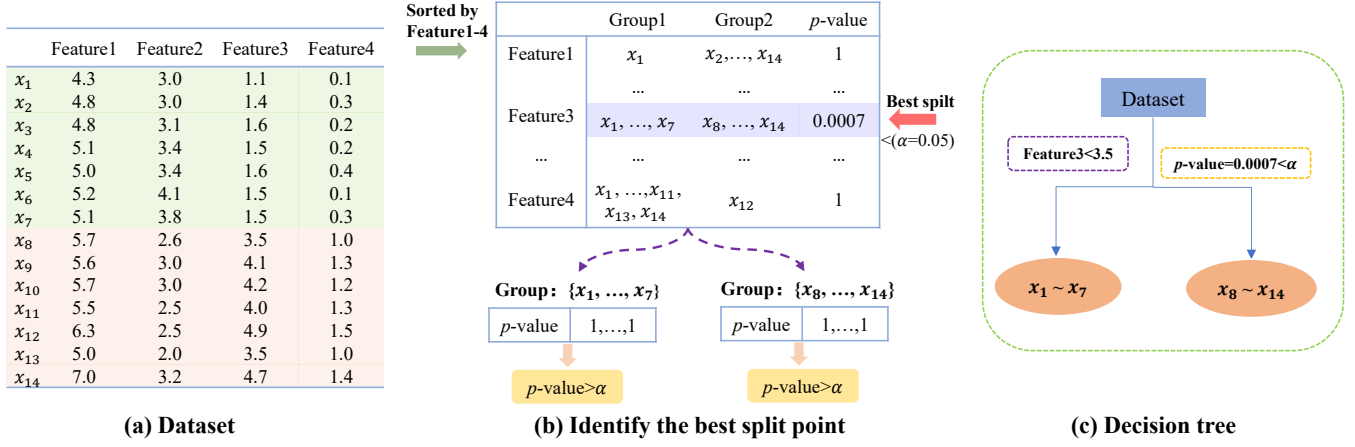 Feature1 Feature2 Feature3 Feature4
x₁ 4.3 3.0 1.1 0.1
x₂ 4.8 3.0 1.4 0.3
x₃ 4.8 3.1 1.6 0.2
x₄ 5.1 3.4 1.5 0.2
x₅ 5.0 3.4 1.6 0.4
x₆ 5.2 4.1 1.5 0.1
x₇ 5.1 3.8 1.5 0.3
x₈ 5.7 2.6 3.5 1.0
x₉ 5.6 3.0 4.1 1.3
x₁₀ 5.7 3.0 4.2 1.2
x₁₁ 5.5 2.5 4.0 1.3
x₁₂ 6.3 2.5 4.9 1.5
x₁₃ 5.0 2.0 3.5 1.0
x₁₄ 7.0 3.2 4.7 1.4
(a) Dataset
Sorted by
Feature1-4
Group1 Group2 p-value
Feature1 x₁ x₂,…, x₁₄ 1
... ... ...
Feature3 x₁, …, x₇ x₈, …, x₁₄ 0.0007
... ... ... ...
Feature4 x₁, …,x₁₁, x₁₂ 1
x₁₃, x₁₄
Best spilt
<(α=0.05)
Group: {x₁, …, x₇}
p-value 1,…,1
p-value>α
Group: {x₈, …, x₁₄}
p-value 1,…,1
p-value>α
(b) Identify the best split point
Dataset
Feature3<3.5
p-value=0.0007<α
x₁ ~ x₇
x₈ ~ x₁₄
(c) Decision tree